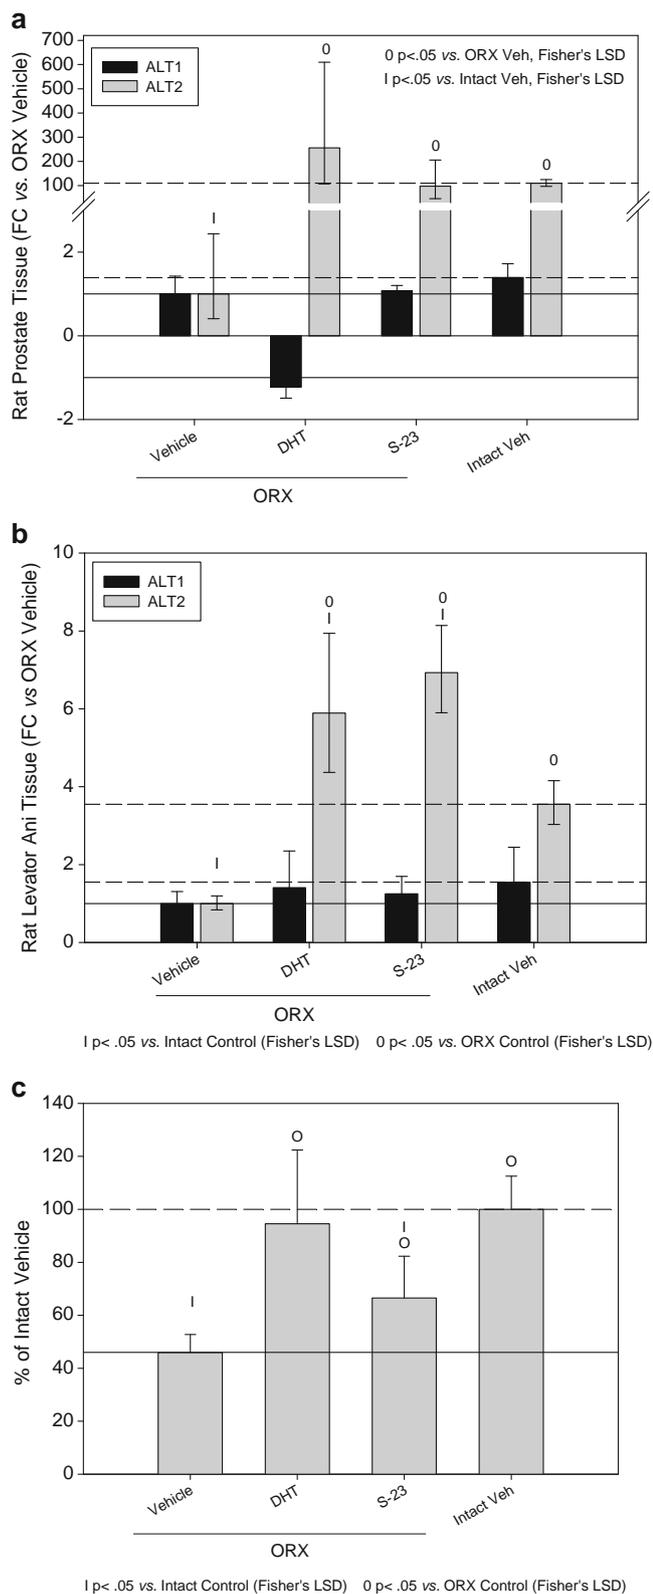 a
Rat Prostate Tissue (FC vs. ORX Vehicle)
700
600
500
400
300
200
100
2
0
-2
ALT1
ALT2
0 p<.05 vs. ORX Veh, Fisher's LSD
I p<.05 vs. Intact Veh, Fisher's LSD
I
0
0
0
Vehicle
DHT
S-23
Intact Veh
ORX
b
Rat Levator Ani Tissue (FC vs ORX Vehicle)
10
8
6
4
2
0
ALT1
ALT2
I
0
I
0
I
0
Vehicle
DHT
S-23
Intact Veh
ORX
I p< .05 vs. Intact Control (Fisher's LSD) 0 p< .05 vs. ORX Control (Fisher's LSD)
c
% of Intact Vehicle
140
120
100
80
60
40
20
0
I
O
I
O
O
Vehicle
DHT
S-23
Intact Veh
ORX
I p< .05 vs. Intact Control (Fisher's LSD) 0 p< .05 vs. ORX Control (Fisher's LSD)